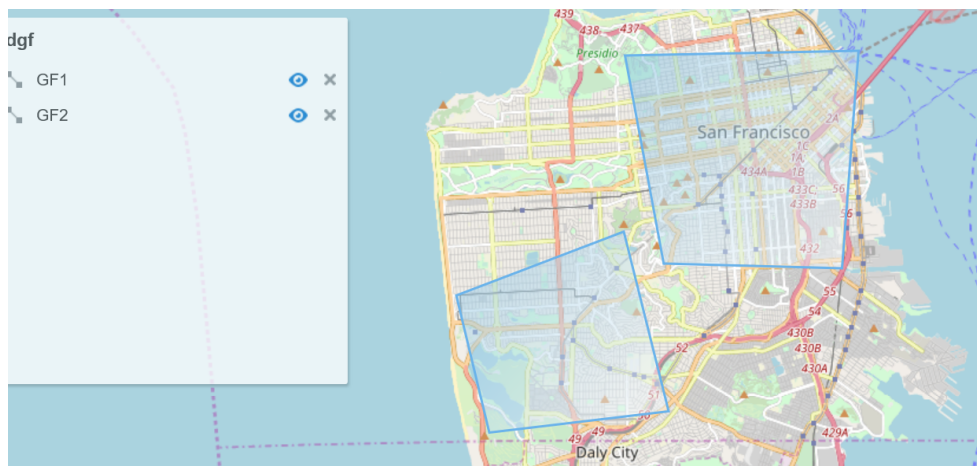 dgf
GF1
GF2
439
438
437
Presidio
San Francisco
2A
1C
1A
1B
434A
433C;
433B
56
56
432
55
54
52
430B
430B
430A
51
50
49
49
429A
Daly City